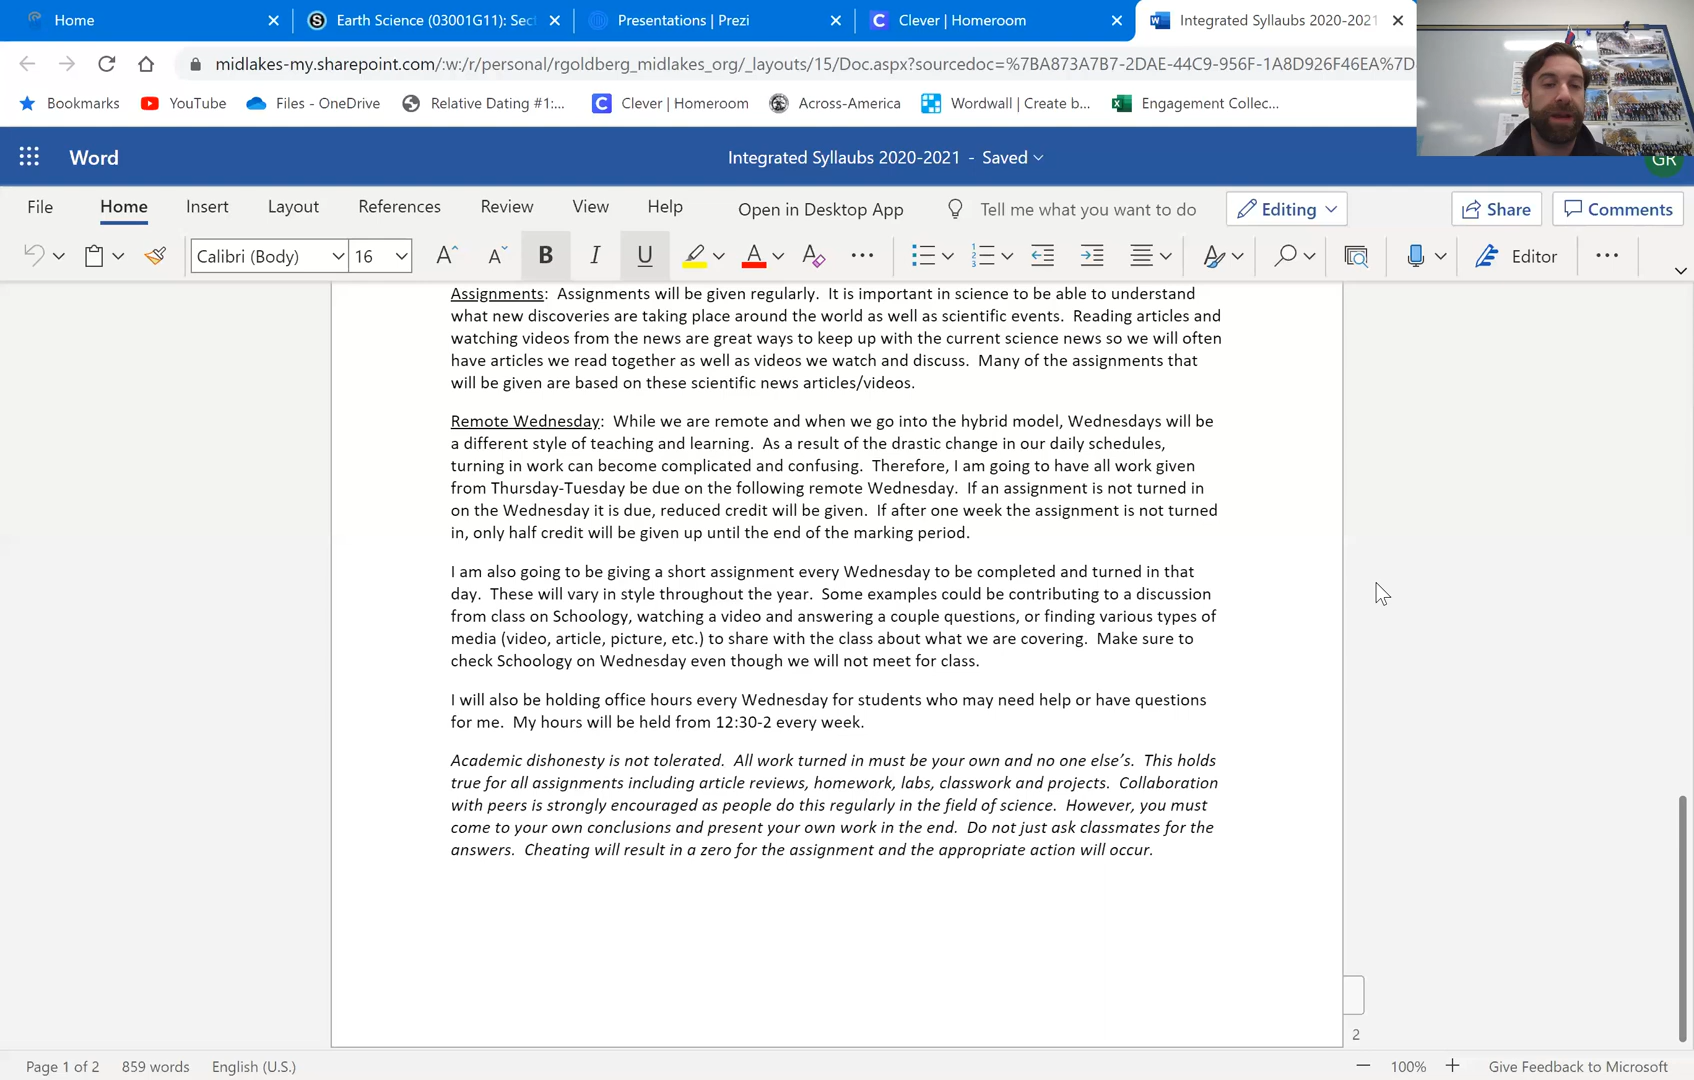 Home
Earth Science (03001G11): Sec
Presentations | Prezi
Clever | Homeroom
Integrated Syllaubs 2020-2021
midlakes-my.sharepoint.com/:w:/r/personal/rgoldberg_midlakes_org/_layouts/15/Doc.aspx?sourcedoc=%7BA873A7B7-2DAE-44C9-956F-1A8D926F46EA%7D
Bookmarks YouTube Files - OneDrive Relative Dating #1:... Clever | Homeroom Across-America Wordwall | Create b... Engagement Collec...
Word
Integrated Syllaubs 2020-2021 - Saved
GR
File Home Insert Layout References Review View Help Open in Desktop App Tell me what you want to do Editing Share Comments
Calibri (Body) 16 A A B I U A A Editor
Assignments: Assignments will be given regularly. It is important in science to be able to understand
what new discoveries are taking place around the world as well as scientific events. Reading articles and
watching videos from the news are great ways to keep up with the current science news so we will often
have articles we read together as well as videos we watch and discuss. Many of the assignments that
will be given are based on these scientific news articles/videos.
Remote Wednesday: While we are remote and when we go into the hybrid model, Wednesdays will be
a different style of teaching and learning. As a result of the drastic change in our daily schedules,
turning in work can become complicated and confusing. Therefore, I am going to have all work given
from Thursday-Tuesday be due on the following remote Wednesday. If an assignment is not turned in
on the Wednesday it is due, reduced credit will be given. If after one week the assignment is not turned
in, only half credit will be given up until the end of the marking period.
I am also going to be giving a short assignment every Wednesday to be completed and turned in that
day. These will vary in style throughout the year. Some examples could be contributing to a discussion
from class on Schoology, watching a video and answering a couple questions, or finding various types of
media (video, article, picture, etc.) to share with the class about what we are covering. Make sure to
check Schoology on Wednesday even though we will not meet for class.
I will also be holding office hours every Wednesday for students who may need help or have questions
for me. My hours will be held from 12:30-2 every week.
Academic dishonesty is not tolerated. All work turned in must be your own and no one else’s. This holds
true for all assignments including article reviews, homework, labs, classwork and projects. Collaboration
with peers is strongly encouraged as people do this regularly in the field of science. However, you must
come to your own conclusions and present your own work in the end. Do not just ask classmates for the
answers. Cheating will result in a zero for the assignment and the appropriate action will occur.
2
Page 1 of 2 859 words English (U.S.) 100% Give Feedback to Microsoft